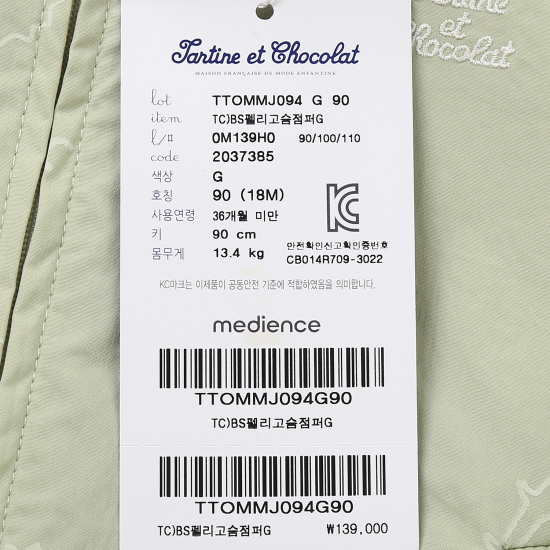 Tartine et Chocolat
MAISON FRANÇAISE DE MODE ENFANTINE
lot TTOMMJ094 G 90
item TC)BS펠리고숨점퍼G
l/# 0M139H0 90/100/110
code 2037385
색상 G
호칭 90 (18M)
사용연령 36개월 미만
키 90 cm
몸무게 13.4 kg
안전확인신고확인증번호
CB014R709-3022
KC마크는 이제품이 공동안전 기준에 적합하였음을 의미합니다.
medience
TTOMMJ094G90
TC)BS펠리고숨점퍼G
TTOMMJ094G90
TC)BS펠리고숨점퍼G ₩139,000
et
Chocolat